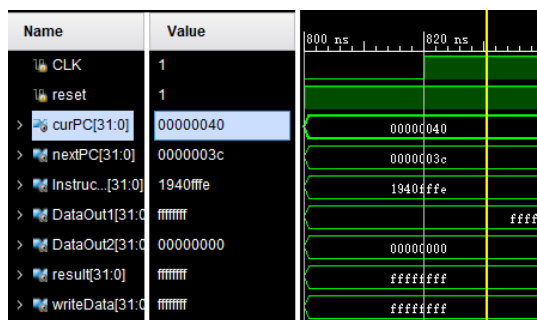 Name Value 800 ns 820 ns
CLK 1
reset 1
curPC[31:0] 00000040 00000040
nextPC[31:0] 0000003c 0000003c
Instruc...[31:0] 1940fffe 1940fffe
DataOut1[31:0 ffffffff ffff
DataOut2[31:0 00000000 00000000
result[31:0] ffffffff ffffffff
writeData[31:0 ffffffff ffffffff